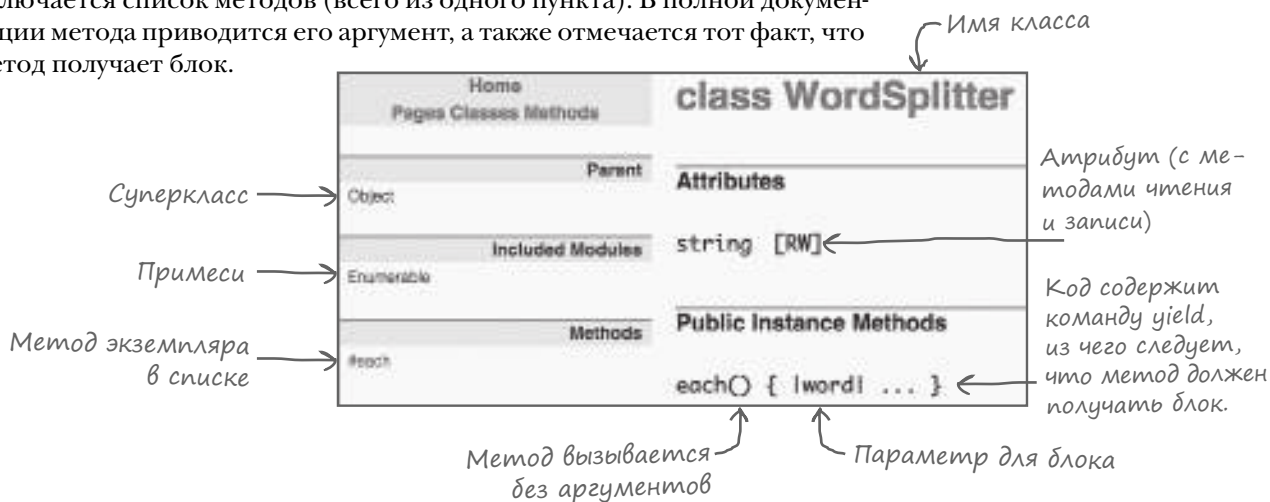 ключается список методов (всего из одного пункта). В полной докумен-
ции метода приводится его аргумент, а также отмечается тот факт, что
етод получает блок.
Имя класса
Home
Pages Classes Methods
class WordSplitter
Parent
Object
Суперкласс
Attributes
string [RW]
Атрибут (с ме-
тодами чтения
и записи)
Included Modules
Enumerable
Примеси
Methods
#each
Метод экземпляра
в списке
Public Instance Methods
each() { |word| ... }
Код содержит
команду yield,
из чего следует,
что метод должен
получать блок.
Метод вызывается
без аргументов
Параметр для блока